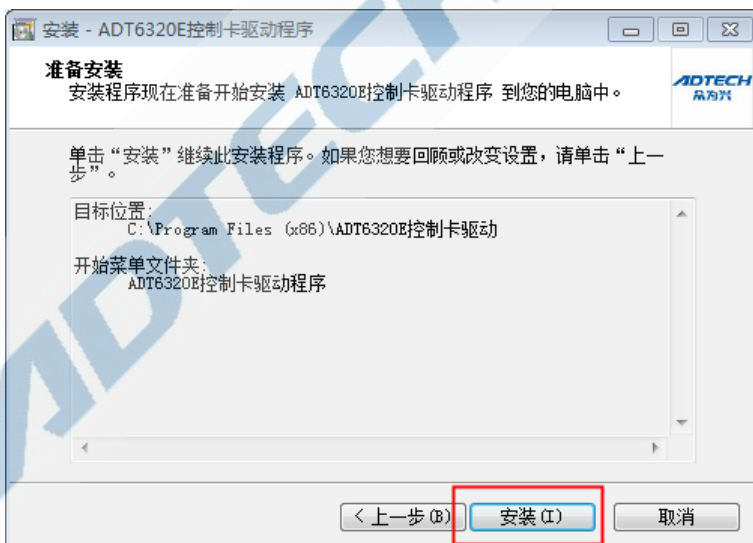 安装 - ADT6320E控制卡驱动程序
准备安装
安装程序现在准备开始安装 ADT6320E控制卡驱动程序 到您的电脑中。
ADTECH
众为兴
单击“安装”继续此安装程序。如果您想要回顾或改变设置，请单击“上一
步”。
目标位置:
C:\Program Files (x86)\ADT6320E控制卡驱动
开始菜单文件夹:
ADT6320E控制卡驱动程序
< 上一步(B)
安装(I)
取消
ADTECH